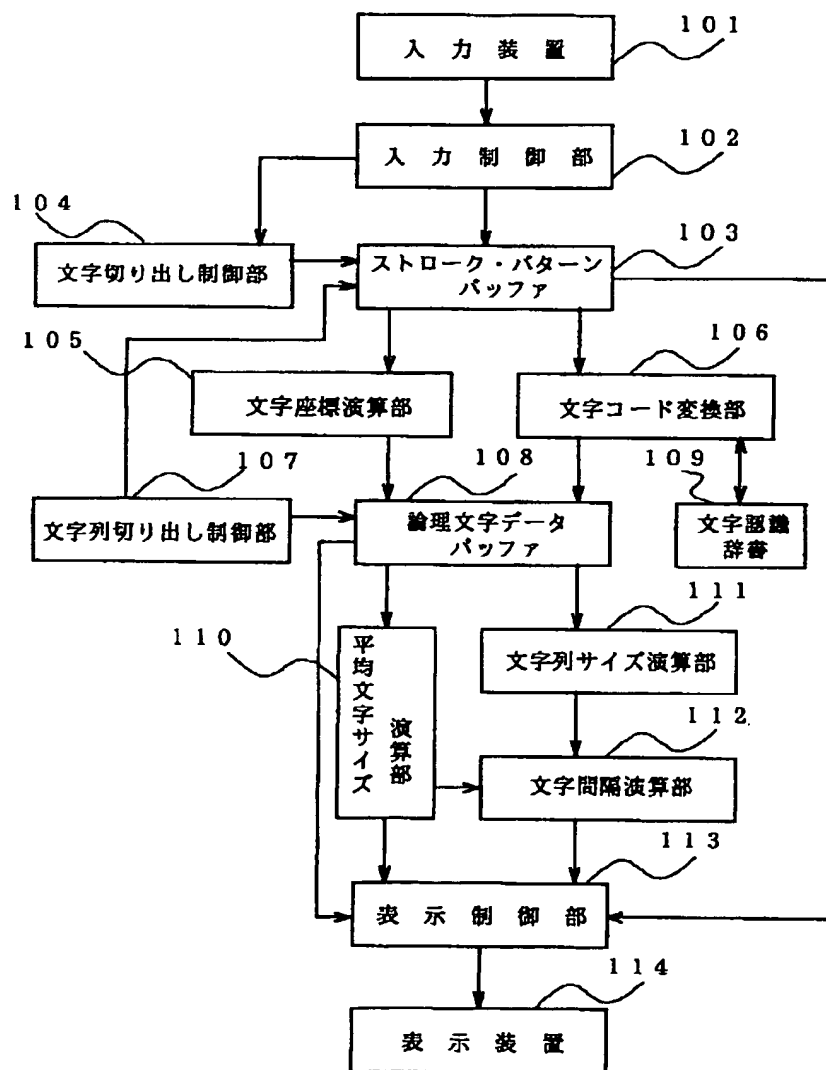 101
入力装置
102
入力制御部
104
文字切り出し制御部
103
ストローク・パターン
バッファ
105
文字座標演算部
106
文字コード変換部
107
文字列切り出し制御部
108
論理文字データ
バッファ
109
文字認識
辞書
110
平均文字サイズ
演算部
111
文字列サイズ演算部
112
文字間隔演算部
113
表示制御部
114
表示装置